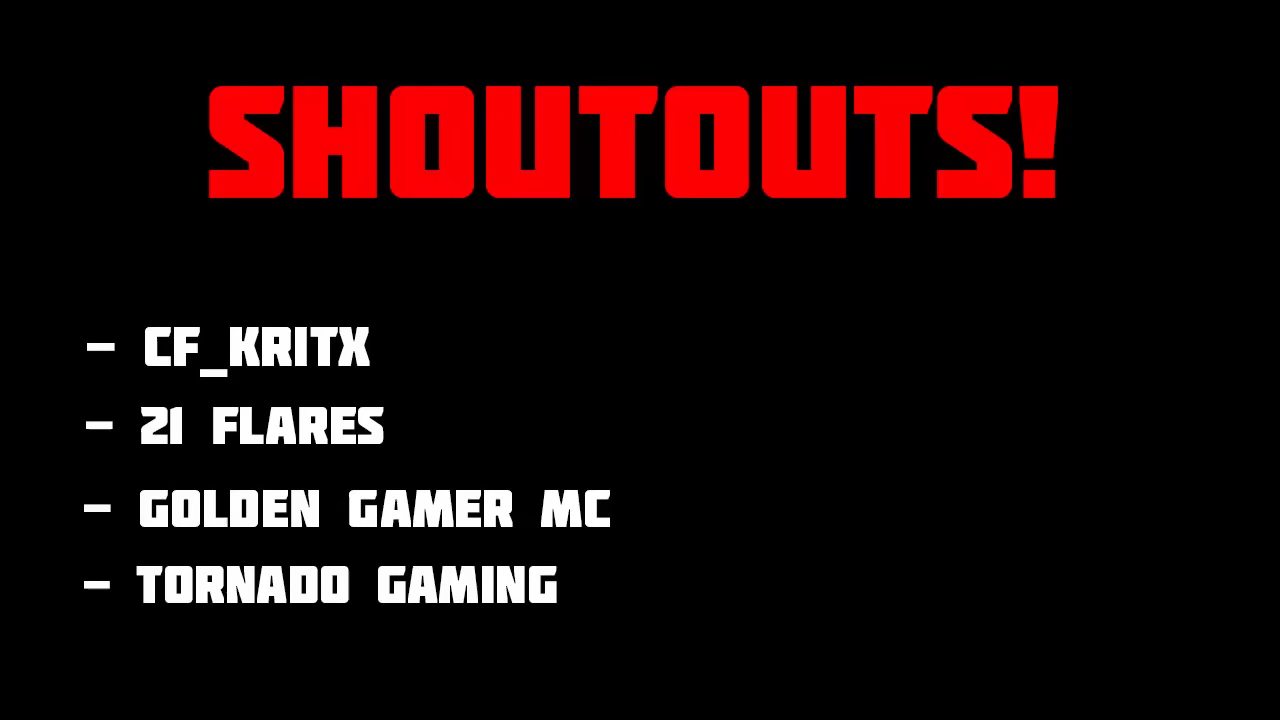 SHOUTOUTS!
- CF_KRITX
- 21 FLARES
- GOLDEN GAMER MC
- TORNADO GAMING